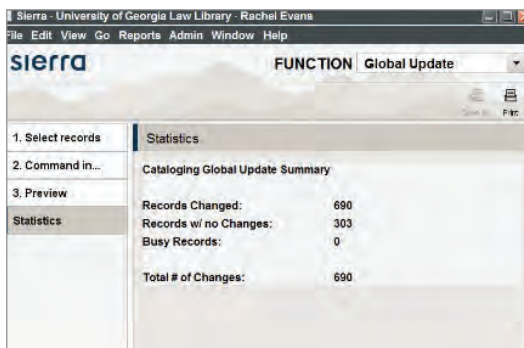 Sierra - University of Georgia Law Library - Rachel Evans
File Edit View Go Reports Admin Window Help
sierra
FUNCTION Global Update
Print
1. Select records
2. Command in...
3. Preview
Statistics
Statistics
Cataloging Global Update Summary
Records Changed: 690
Records w/ no Changes: 303
Busy Records: 0
Total # of Changes: 690